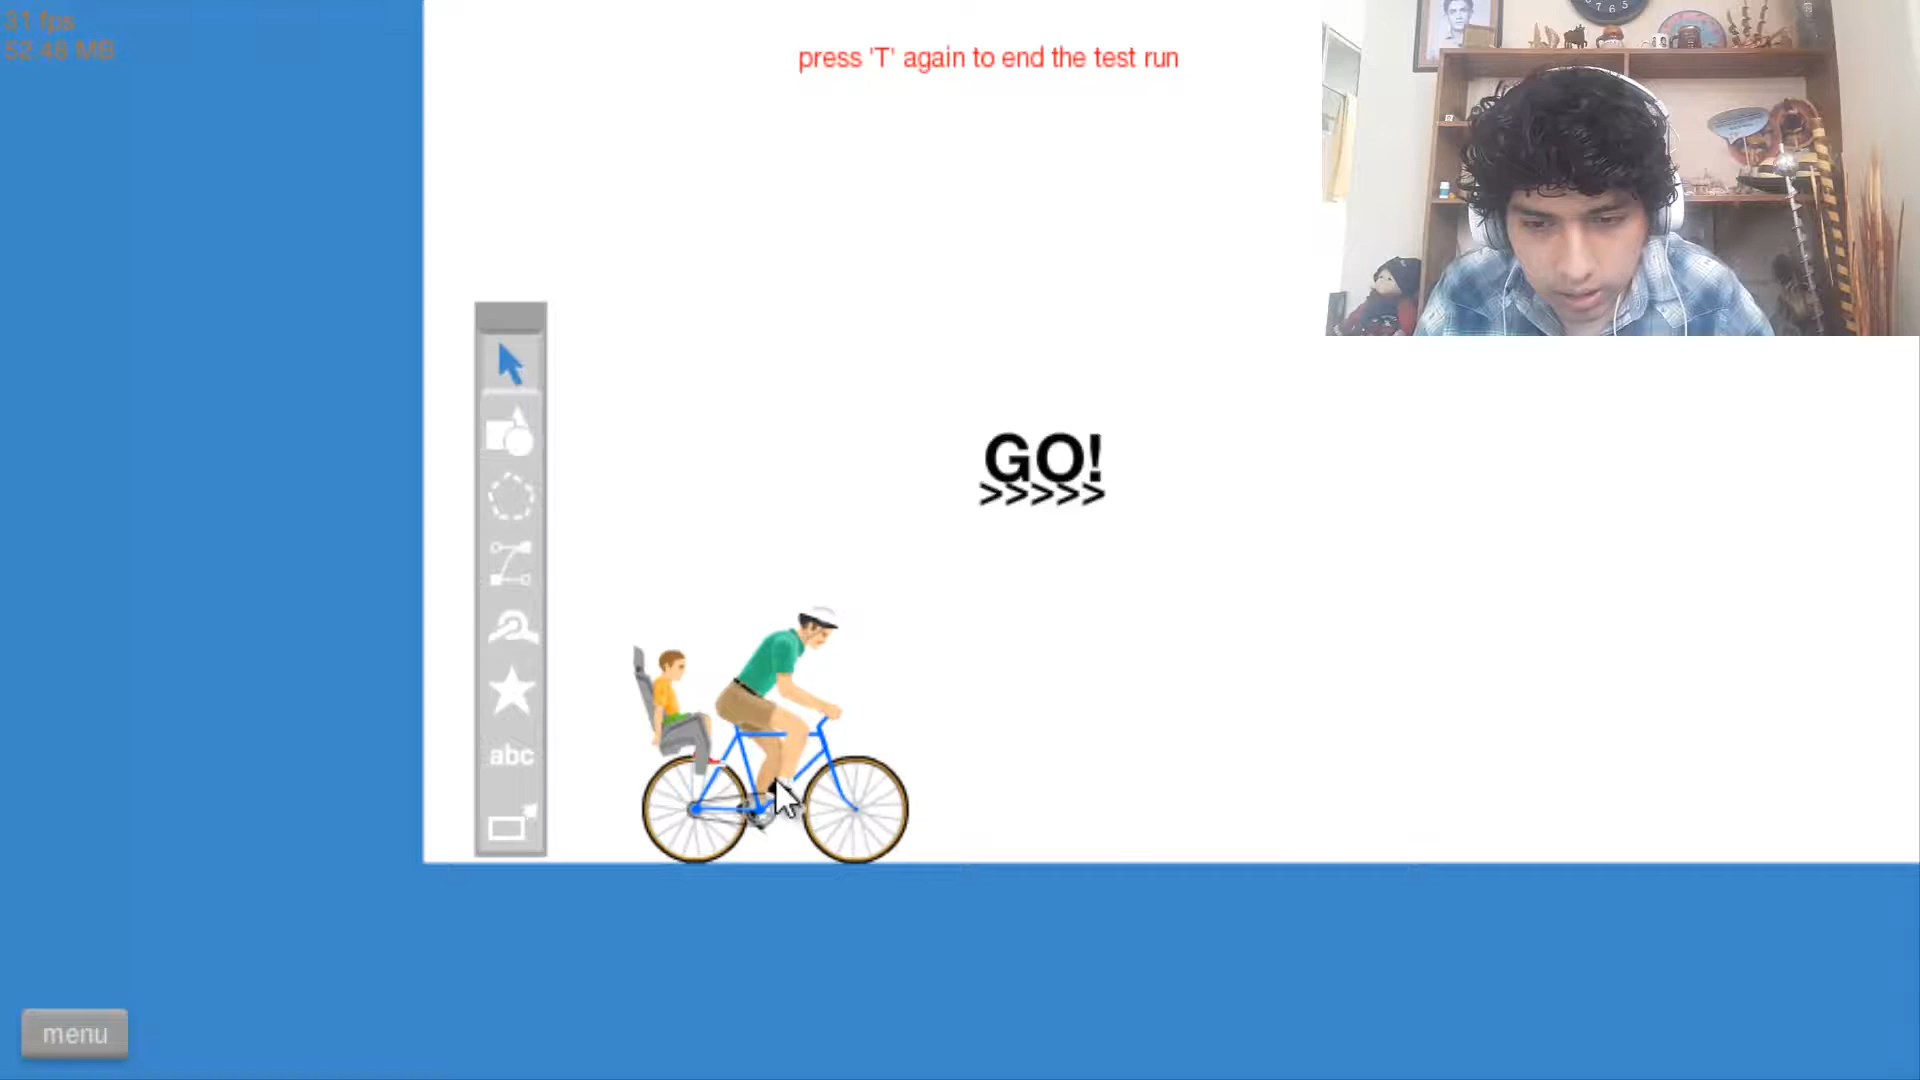 31 fps
52.48 MB
press 'T' again to end the test run
GO!
>>>>>
abc
menu